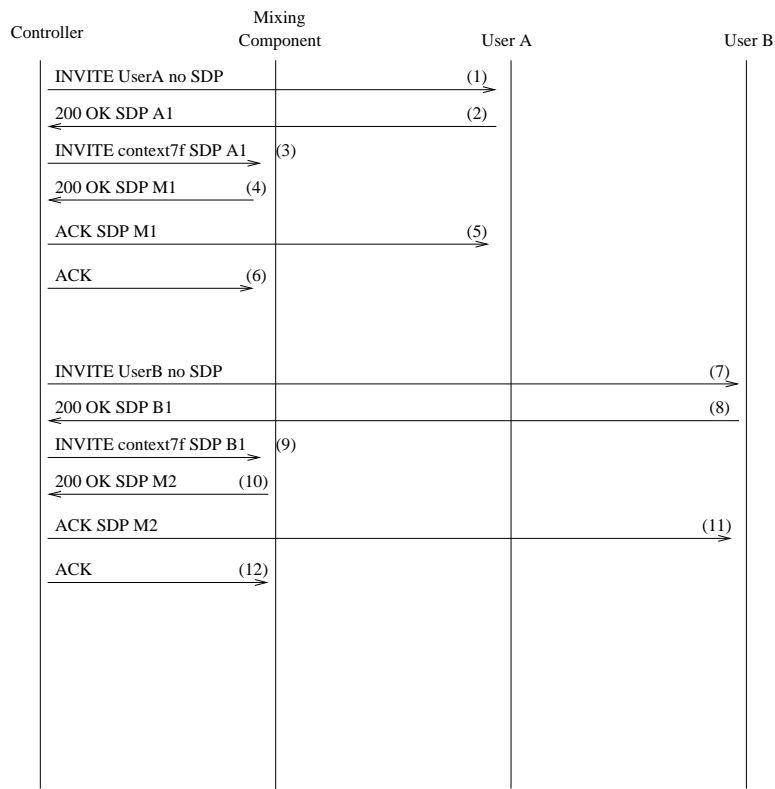 Controller
Mixing
Component
User A
User B
INVITE UserA no SDP (1)
200 OK SDP A1 (2)
INVITE context7f SDP A1 (3)
200 OK SDP M1 (4)
ACK SDP M1 (5)
ACK (6)
INVITE UserB no SDP (7)
200 OK SDP B1 (8)
INVITE context7f SDP B1 (9)
200 OK SDP M2 (10)
ACK SDP M2 (11)
ACK (12)